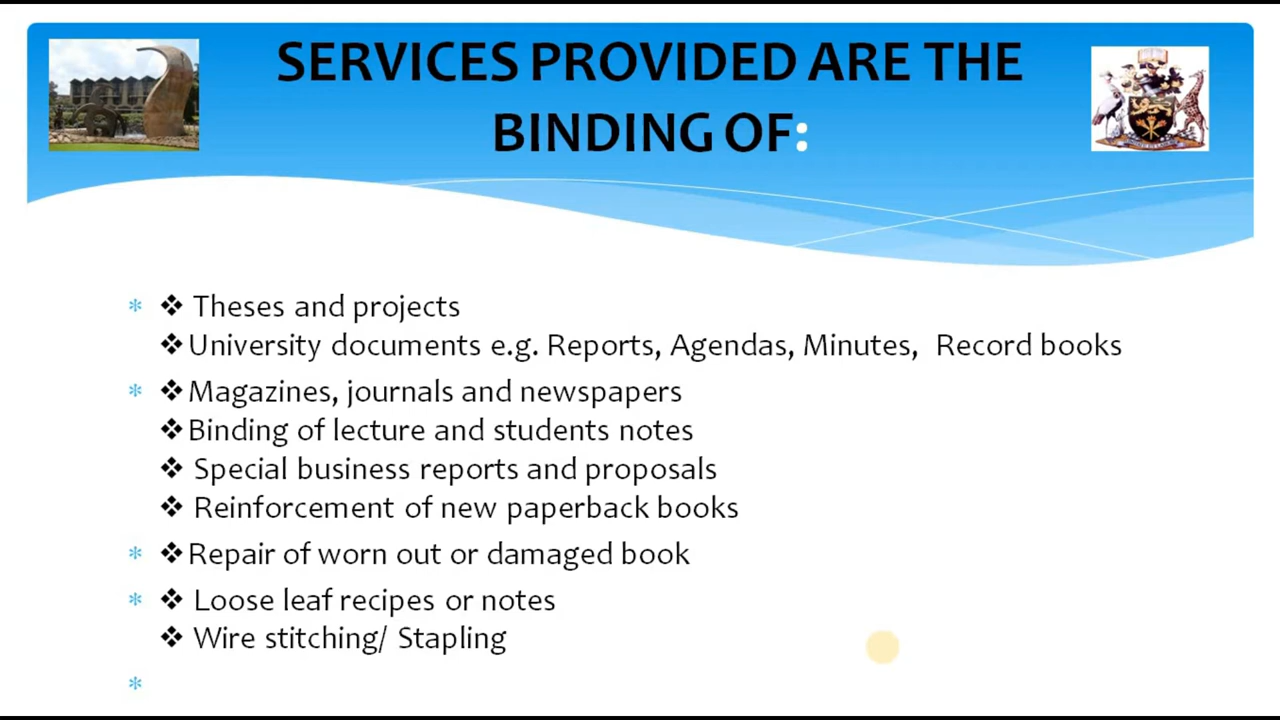 SERVICES PROVIDED ARE THE
BINDING OF:
* ❖ Theses and projects
❖University documents e.g. Reports, Agendas, Minutes, Record books
* ❖Magazines, journals and newspapers
❖Binding of lecture and students notes
❖ Special business reports and proposals
❖ Reinforcement of new paperback books
* ❖Repair of worn out or damaged book
* ❖ Loose leaf recipes or notes
❖ Wire stitching/ Stapling
*